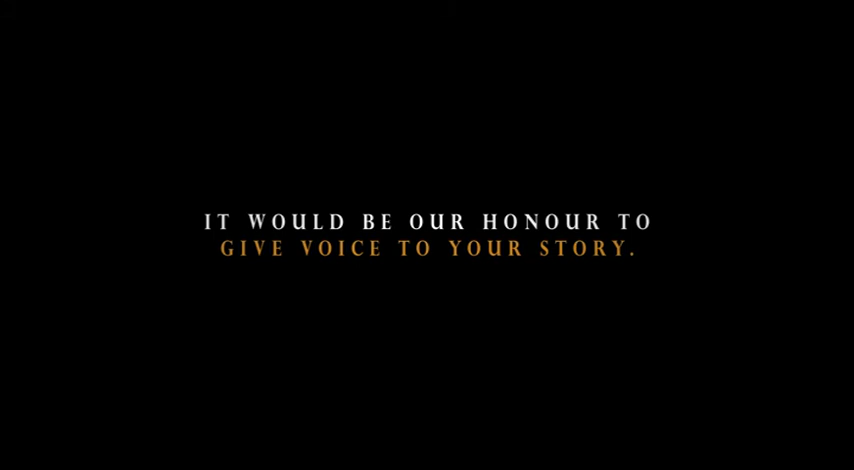 IT WOULD BE OUR HONOUR TO
GIVE VOICE TO YOUR STORY.